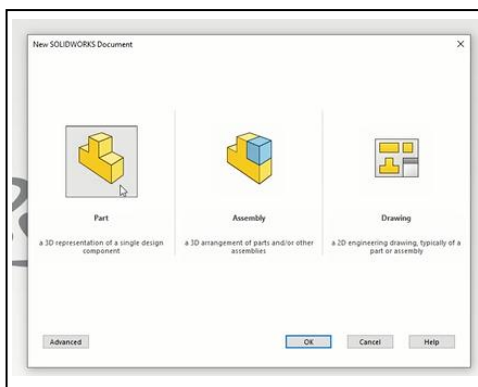 New SOLIDWORKS Document
Part
Assembly
Drawing
a 3D representation of a single design
component
a 3D arrangement of parts and/or other
assemblies
a 2D engineering drawing, typically of a
part or assembly
Advanced
OK
Cancel
Help